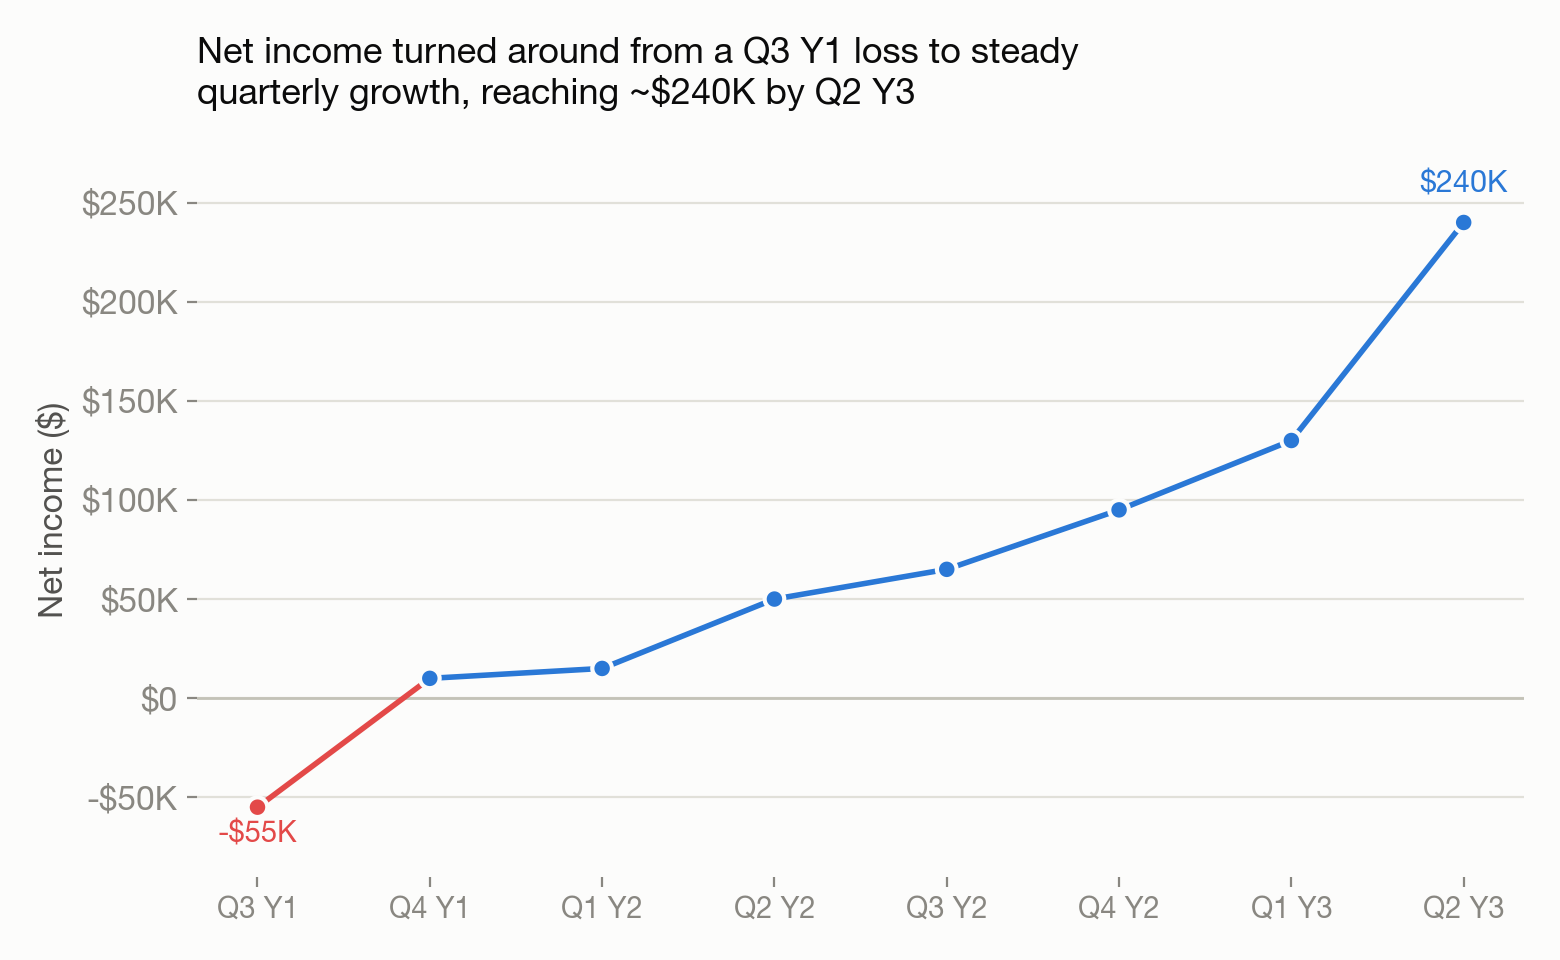 Net income turned around from a Q3 Y1 loss to steady
quarterly growth, reaching ~$240K by Q2 Y3
$240K
$250K
$200K
$150K
$100K
$50K
$0
-$50K
Net income ($)
-$55K
Q3 Y1
Q4 Y1
Q1 Y2
Q2 Y2
Q3 Y2
Q4 Y2
Q1 Y3
Q2 Y3